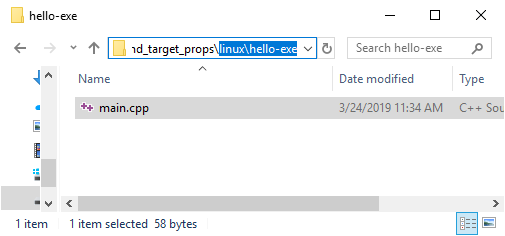 hello-exe
nd_target_props\linux\hello-exe
Search hello-exe
Name Date modified Type
main.cpp 3/24/2019 11:34 AM C++ Sou
1 item 1 item selected 58 bytes